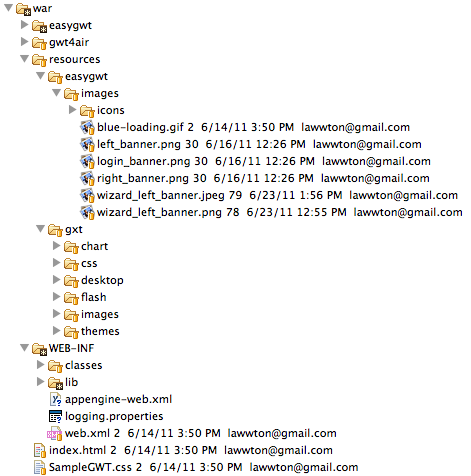 war
easygwt
gwt4air
resources
easygwt
images
icons
blue-loading.gif 2 6/14/11 3:50 PM lawwton@gmail.com
left_banner.png 30 6/16/11 12:26 PM lawwton@gmail.com
login_banner.png 30 6/16/11 12:26 PM lawwton@gmail.com
right_banner.png 30 6/16/11 12:26 PM lawwton@gmail.com
wizard_left_banner.jpeg 79 6/23/11 1:56 PM lawwton@gmail.com
wizard_left_banner.png 78 6/23/11 12:55 PM lawwton@gmail.com
gxt
chart
css
desktop
flash
images
themes
WEB-INF
classes
lib
appengine-web.xml
logging.properties
web.xml 2 6/14/11 3:50 PM lawwton@gmail.com
index.html 2 6/14/11 3:50 PM lawwton@gmail.com
SampleGWT.css 2 6/14/11 3:50 PM lawwton@gmail.com